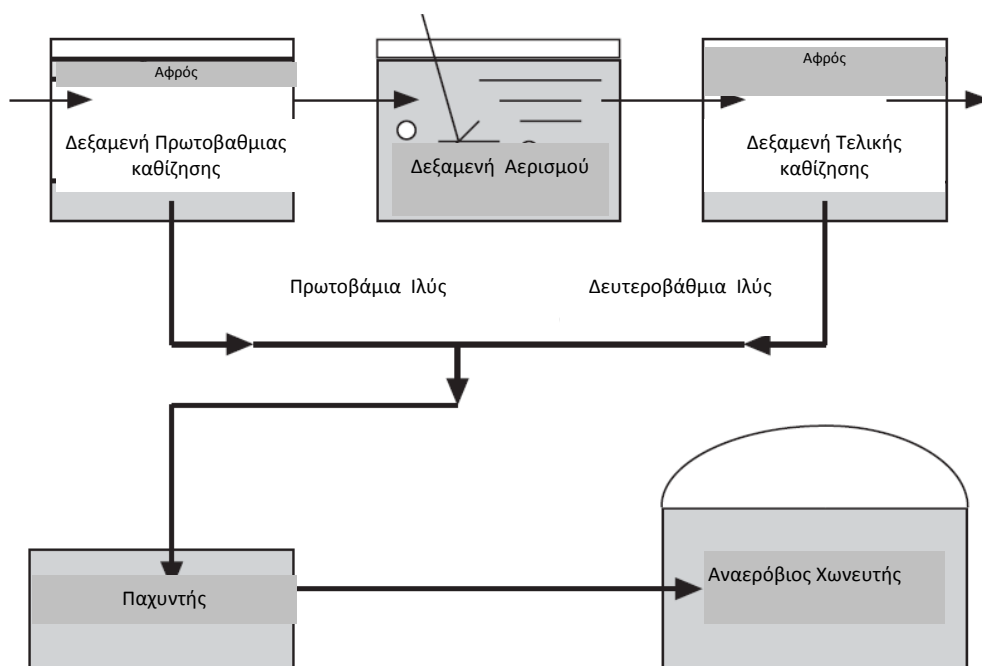 Αφρός
Δεξαμενή Πρωτοβαθμιας
καθίζησης
Δεξαμενή Αερισμού
Αφρός
Δεξαμενή Τελικής
καθίζησης
Πρωτοβάμια Ιλύς
Δευτεροβάθμια Ιλύς
Παχυντής
Αναερόβιος Χωνευτής